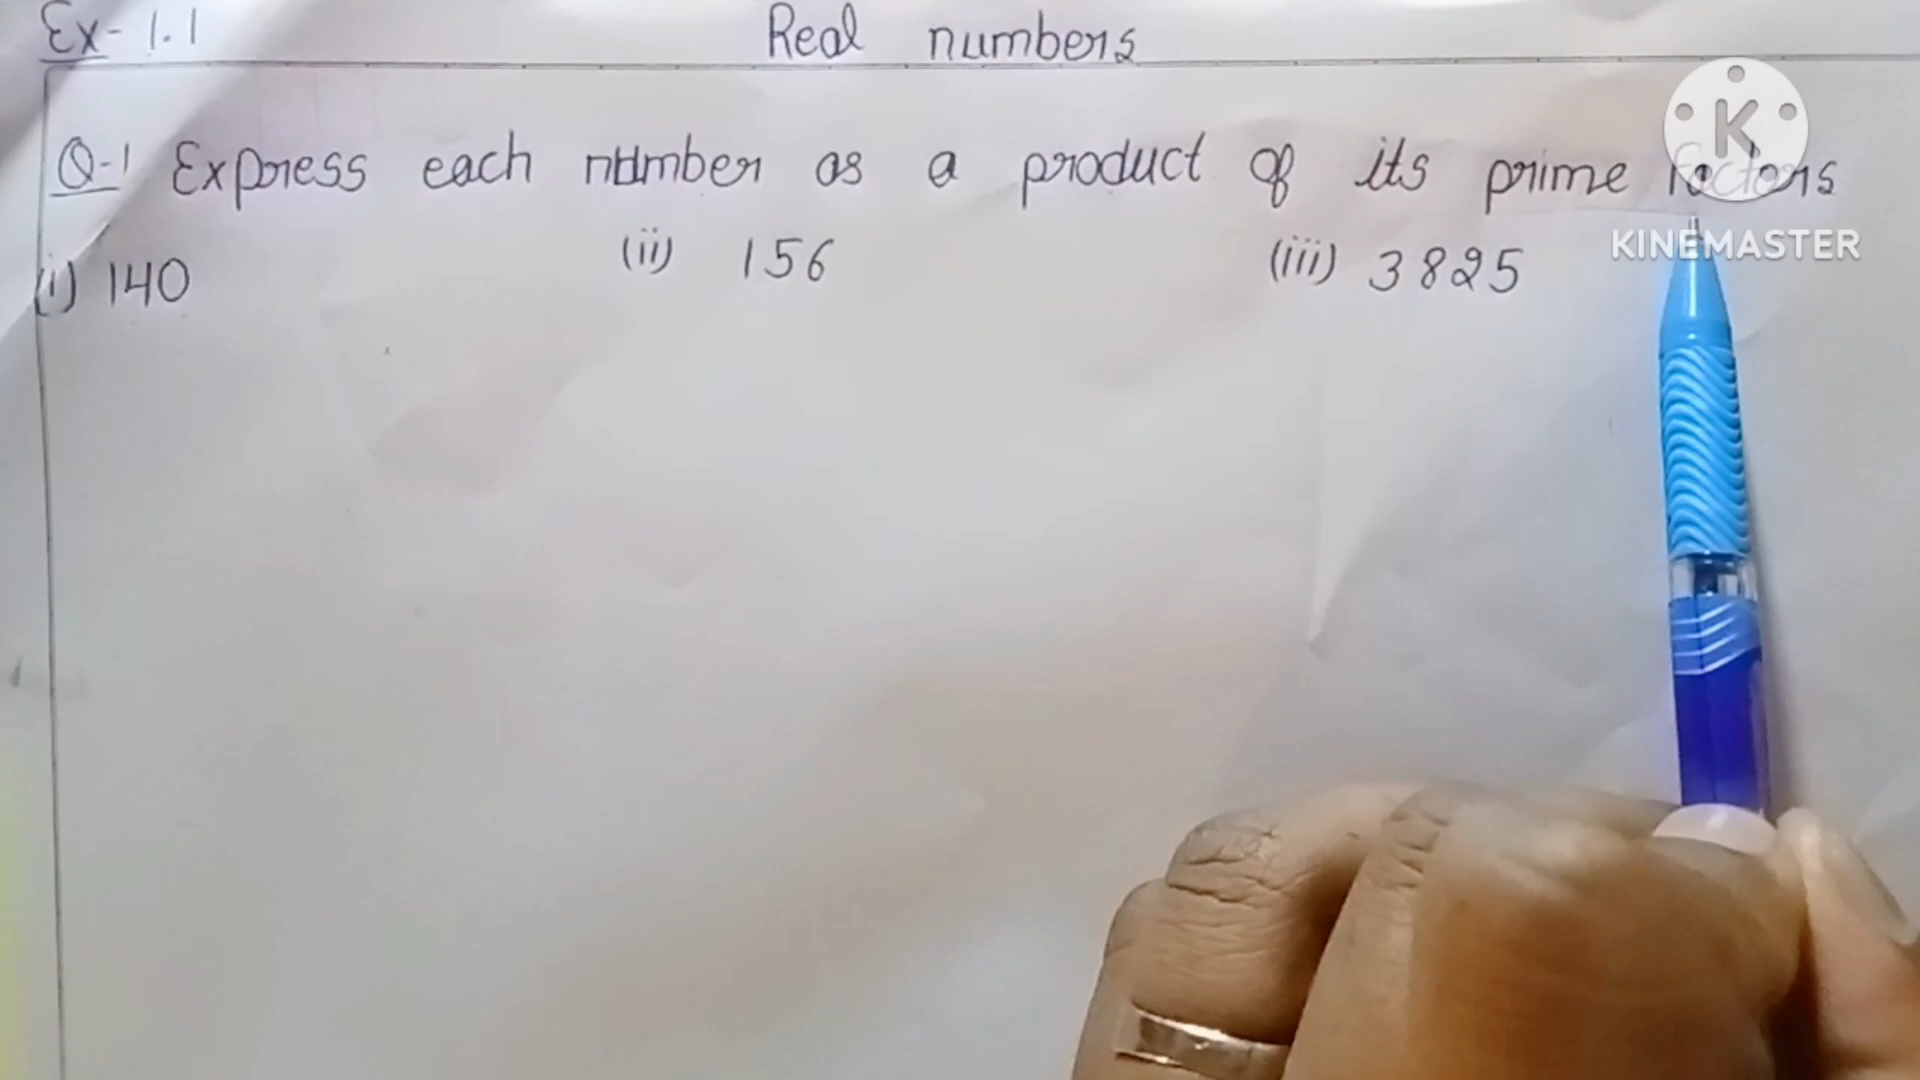 Ex-1.1 Real numbers
Q-1 Express each number as a product of its prime factors
(i) 140 (ii) 156 (iii) 3825
K
KINEMASTER